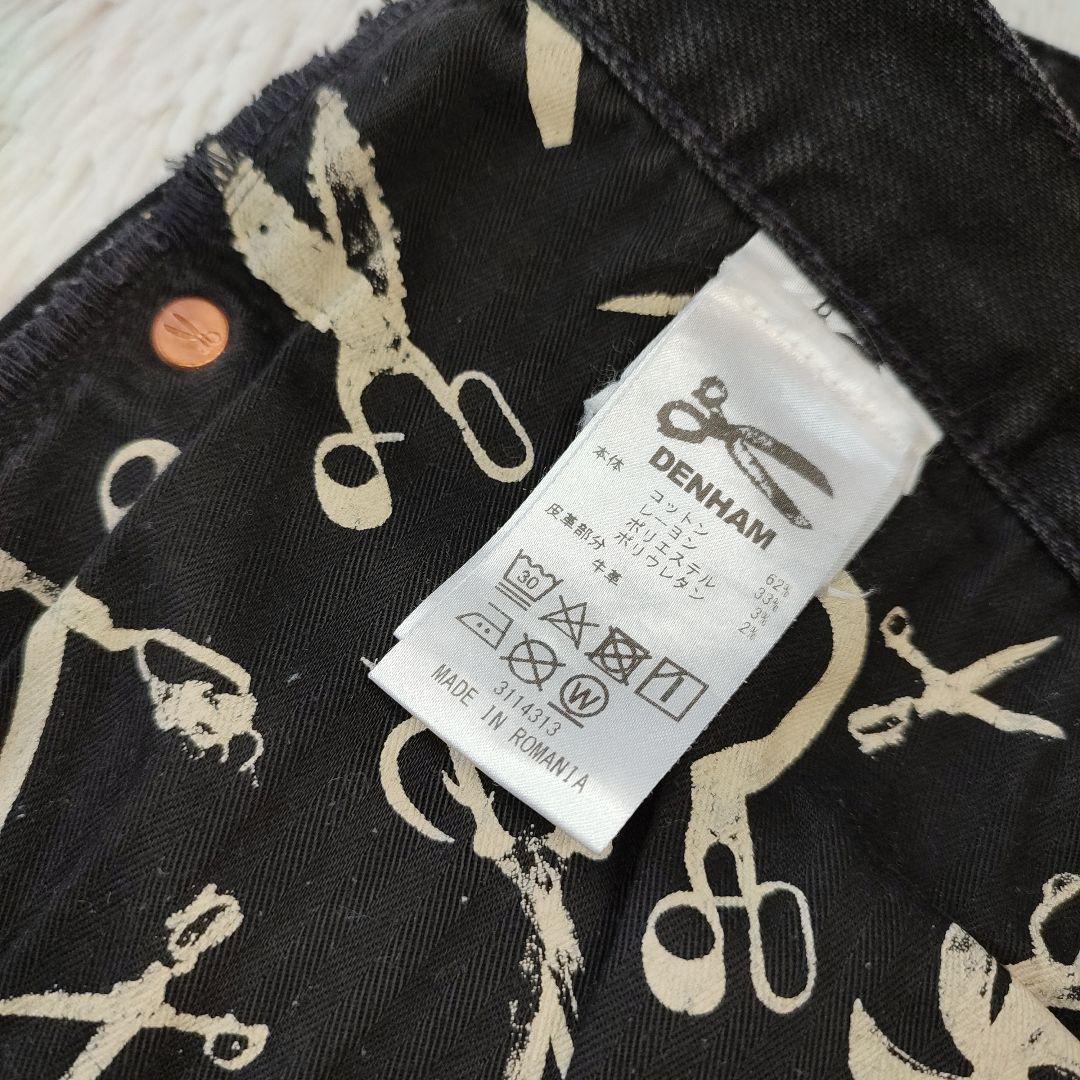 DENHAM
本体
コットン 62%
レーヨン 33%
ポリエステル 3%
ポリウレタン 2%
皮革部分 牛革
30
W
3114313
MADE IN ROMANIA